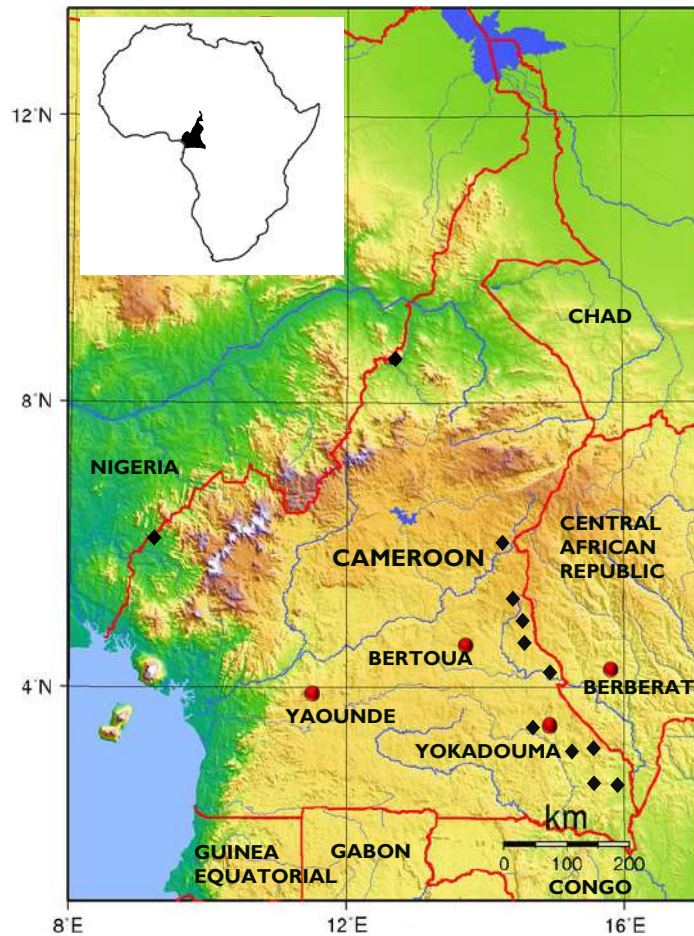 12°N
CHAD
8°N
NIGERIA
CENTRAL
AFRICAN
REPUBLIC
CAMEROON
BERTOUA
BERBERAT
4°N
YAOUNDE
YOKADOUMA
km
GUINEA
EQUATORIAL
GABON
0 100 200
CONGO
8°E
12°E
16°E